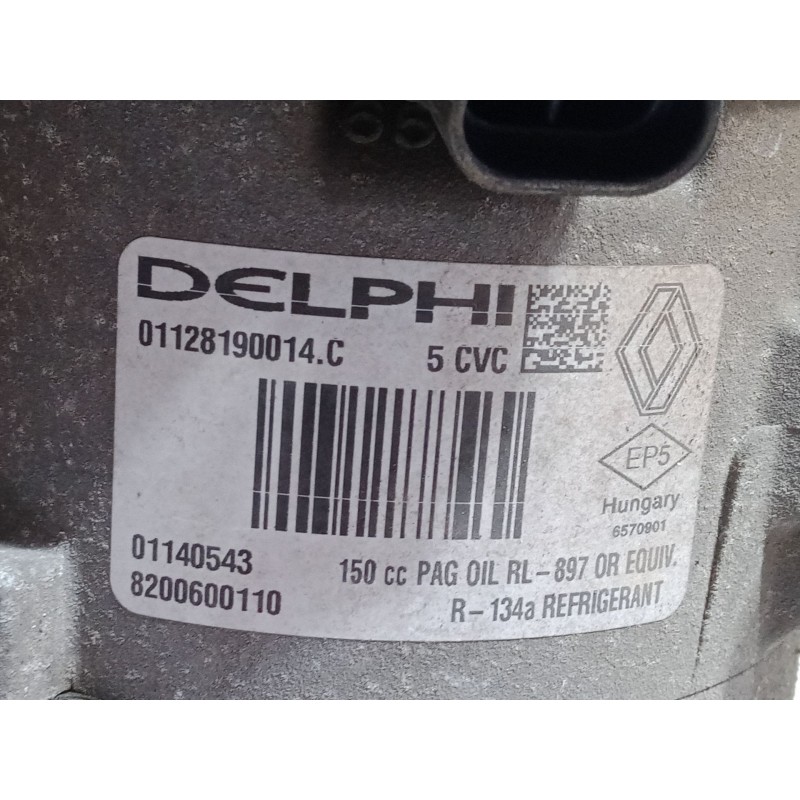 DELPHI
01128190014.C 5 CVC
EP5
Hungary
6570901
01140543
8200600110
150 cc PAG OIL RL-897 OR EQUIV.
R-134a REFRIGERANT